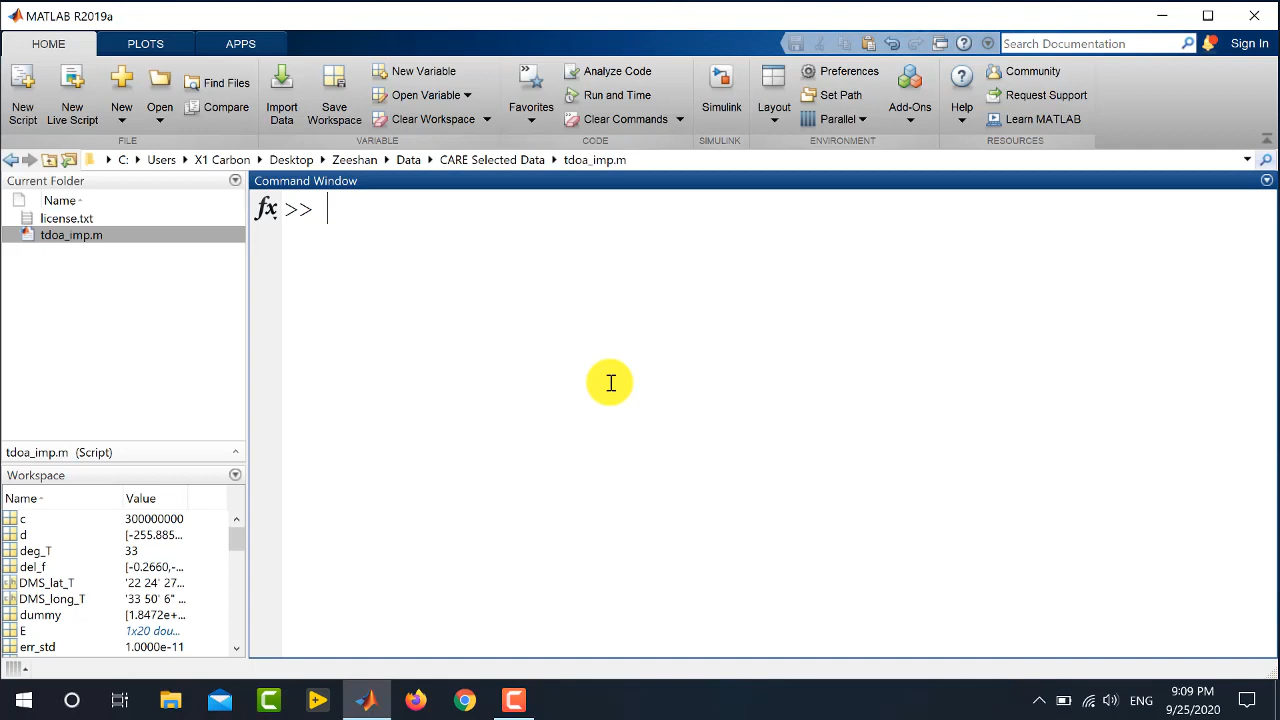 MATLAB R2019a
HOME PLOTS APPS
Search Documentation Sign In
New Script
New Live Script
New
Open
Find Files
Compare
Import Data
Save Workspace
New Variable
Open Variable
Clear Workspace
Favorites
Analyze Code
Run and Time
Clear Commands
Simulink
Layout
Preferences
Set Path
Parallel
Add-Ons
Help
Community
Request Support
Learn MATLAB
FILE VARIABLE CODE SIMULINK ENVIRONMENT RESOURCES
C: Users X1 Carbon Desktop Zeeshan Data CARE Selected Data tdoa_imp.m
Current Folder
Name
license.txt
tdoa_imp.m
tdoa_imp.m (Script)
Workspace
Name Value
c 300000000
d [-255.885...
deg_T 33
del_f [-0.2660,-...
DMS_lat_T '22 24' 27...
DMS_long_T '33 50' 6" ...
dummy [1.8472e+...
E 1x20 dou...
err_std 1.0000e-11
Command Window
fx >>
ENG
9:09 PM
9/25/2020